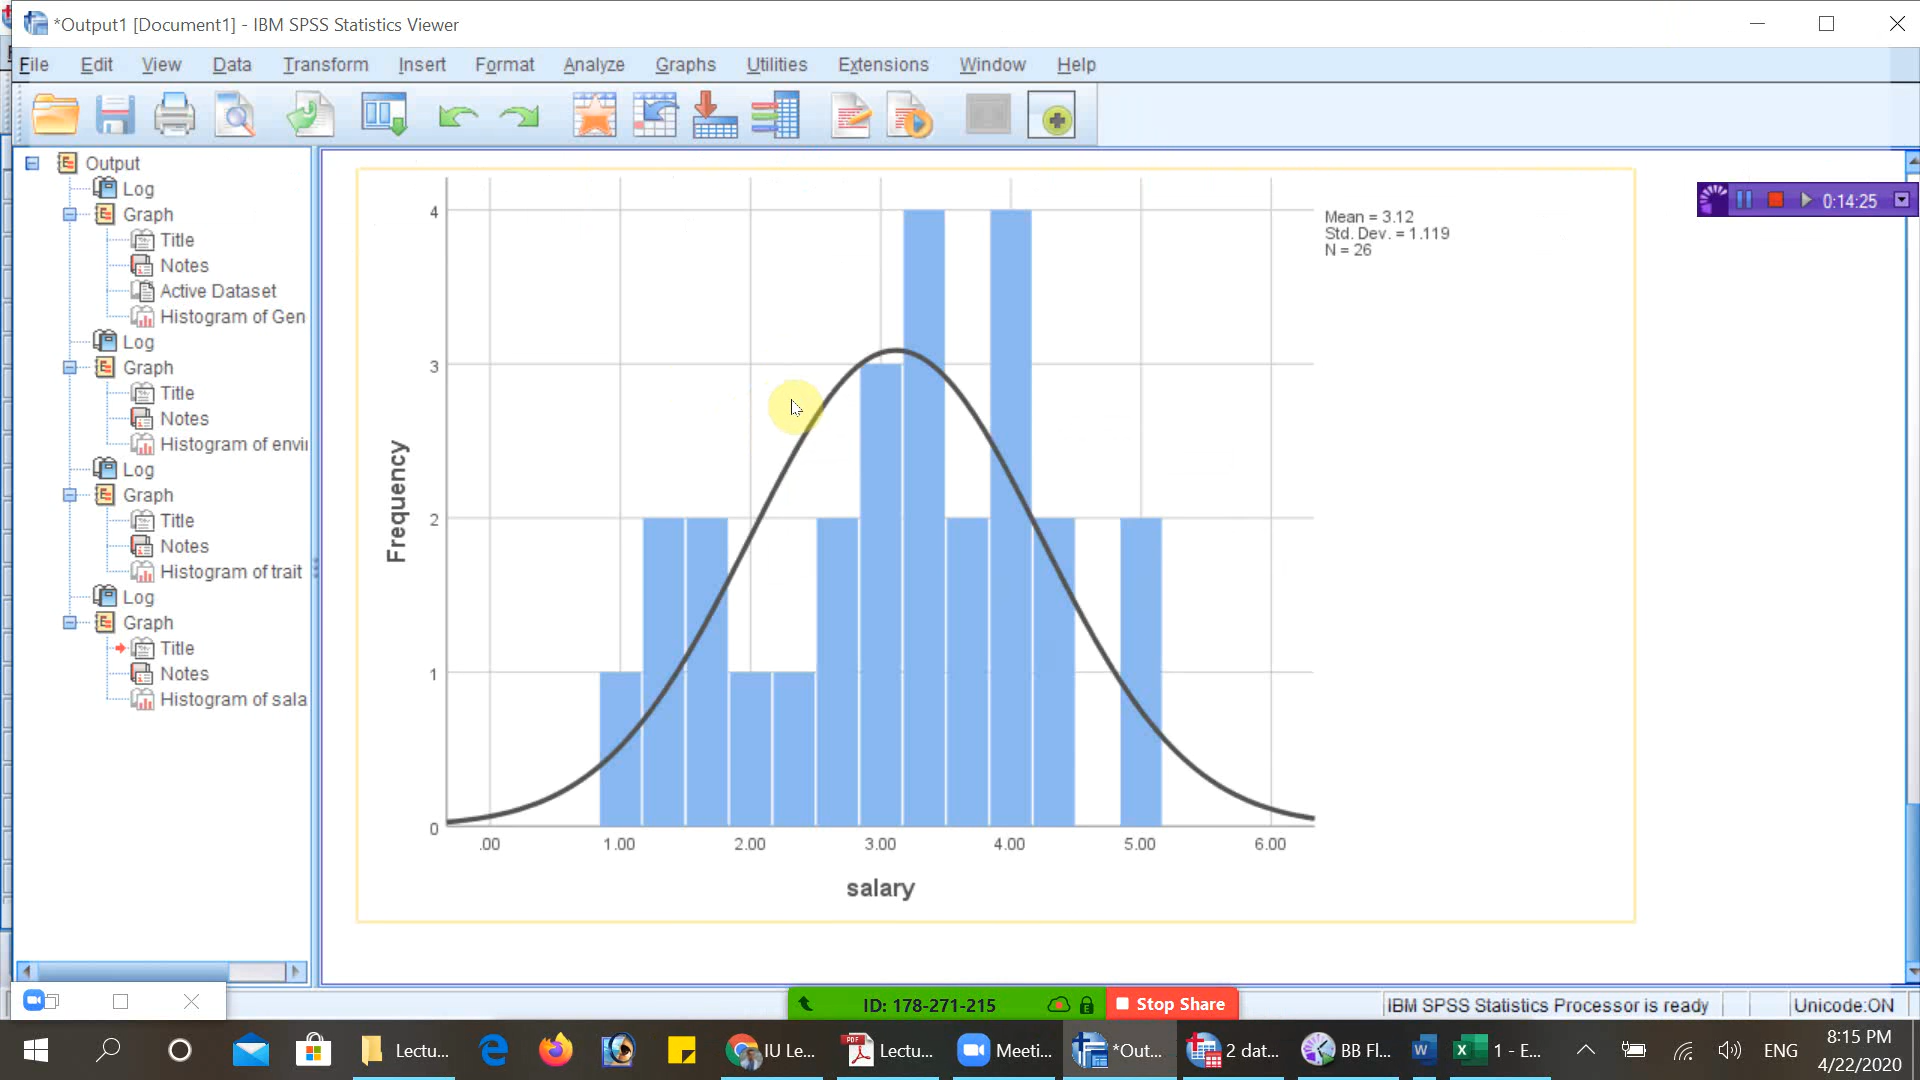 *Output1 [Document1] - IBM SPSS Statistics Viewer
File Edit View Data Transform Insert Format Analyze Graphs Utilities Extensions Window Help
Output
Log
Graph
Title
Notes
Active Dataset
Histogram of Gen
Log
Graph
Title
Notes
Histogram of envir
Log
Graph
Title
Notes
Histogram of trait
Log
Graph
Title
Notes
Histogram of sala
Frequency
4
3
2
1
0
.00 1.00 2.00 3.00 4.00 5.00 6.00
salary
Mean = 3.12
Std. Dev. = 1.119
N = 26
0:14:25
ID: 178-271-215 Stop Share
IBM SPSS Statistics Processor is ready Unicode:ON
Lectu... IU Le... Lectu... Meeti... *Out... 2 dat... BB Fl... 1 - E... ENG
8:15 PM
4/22/2020